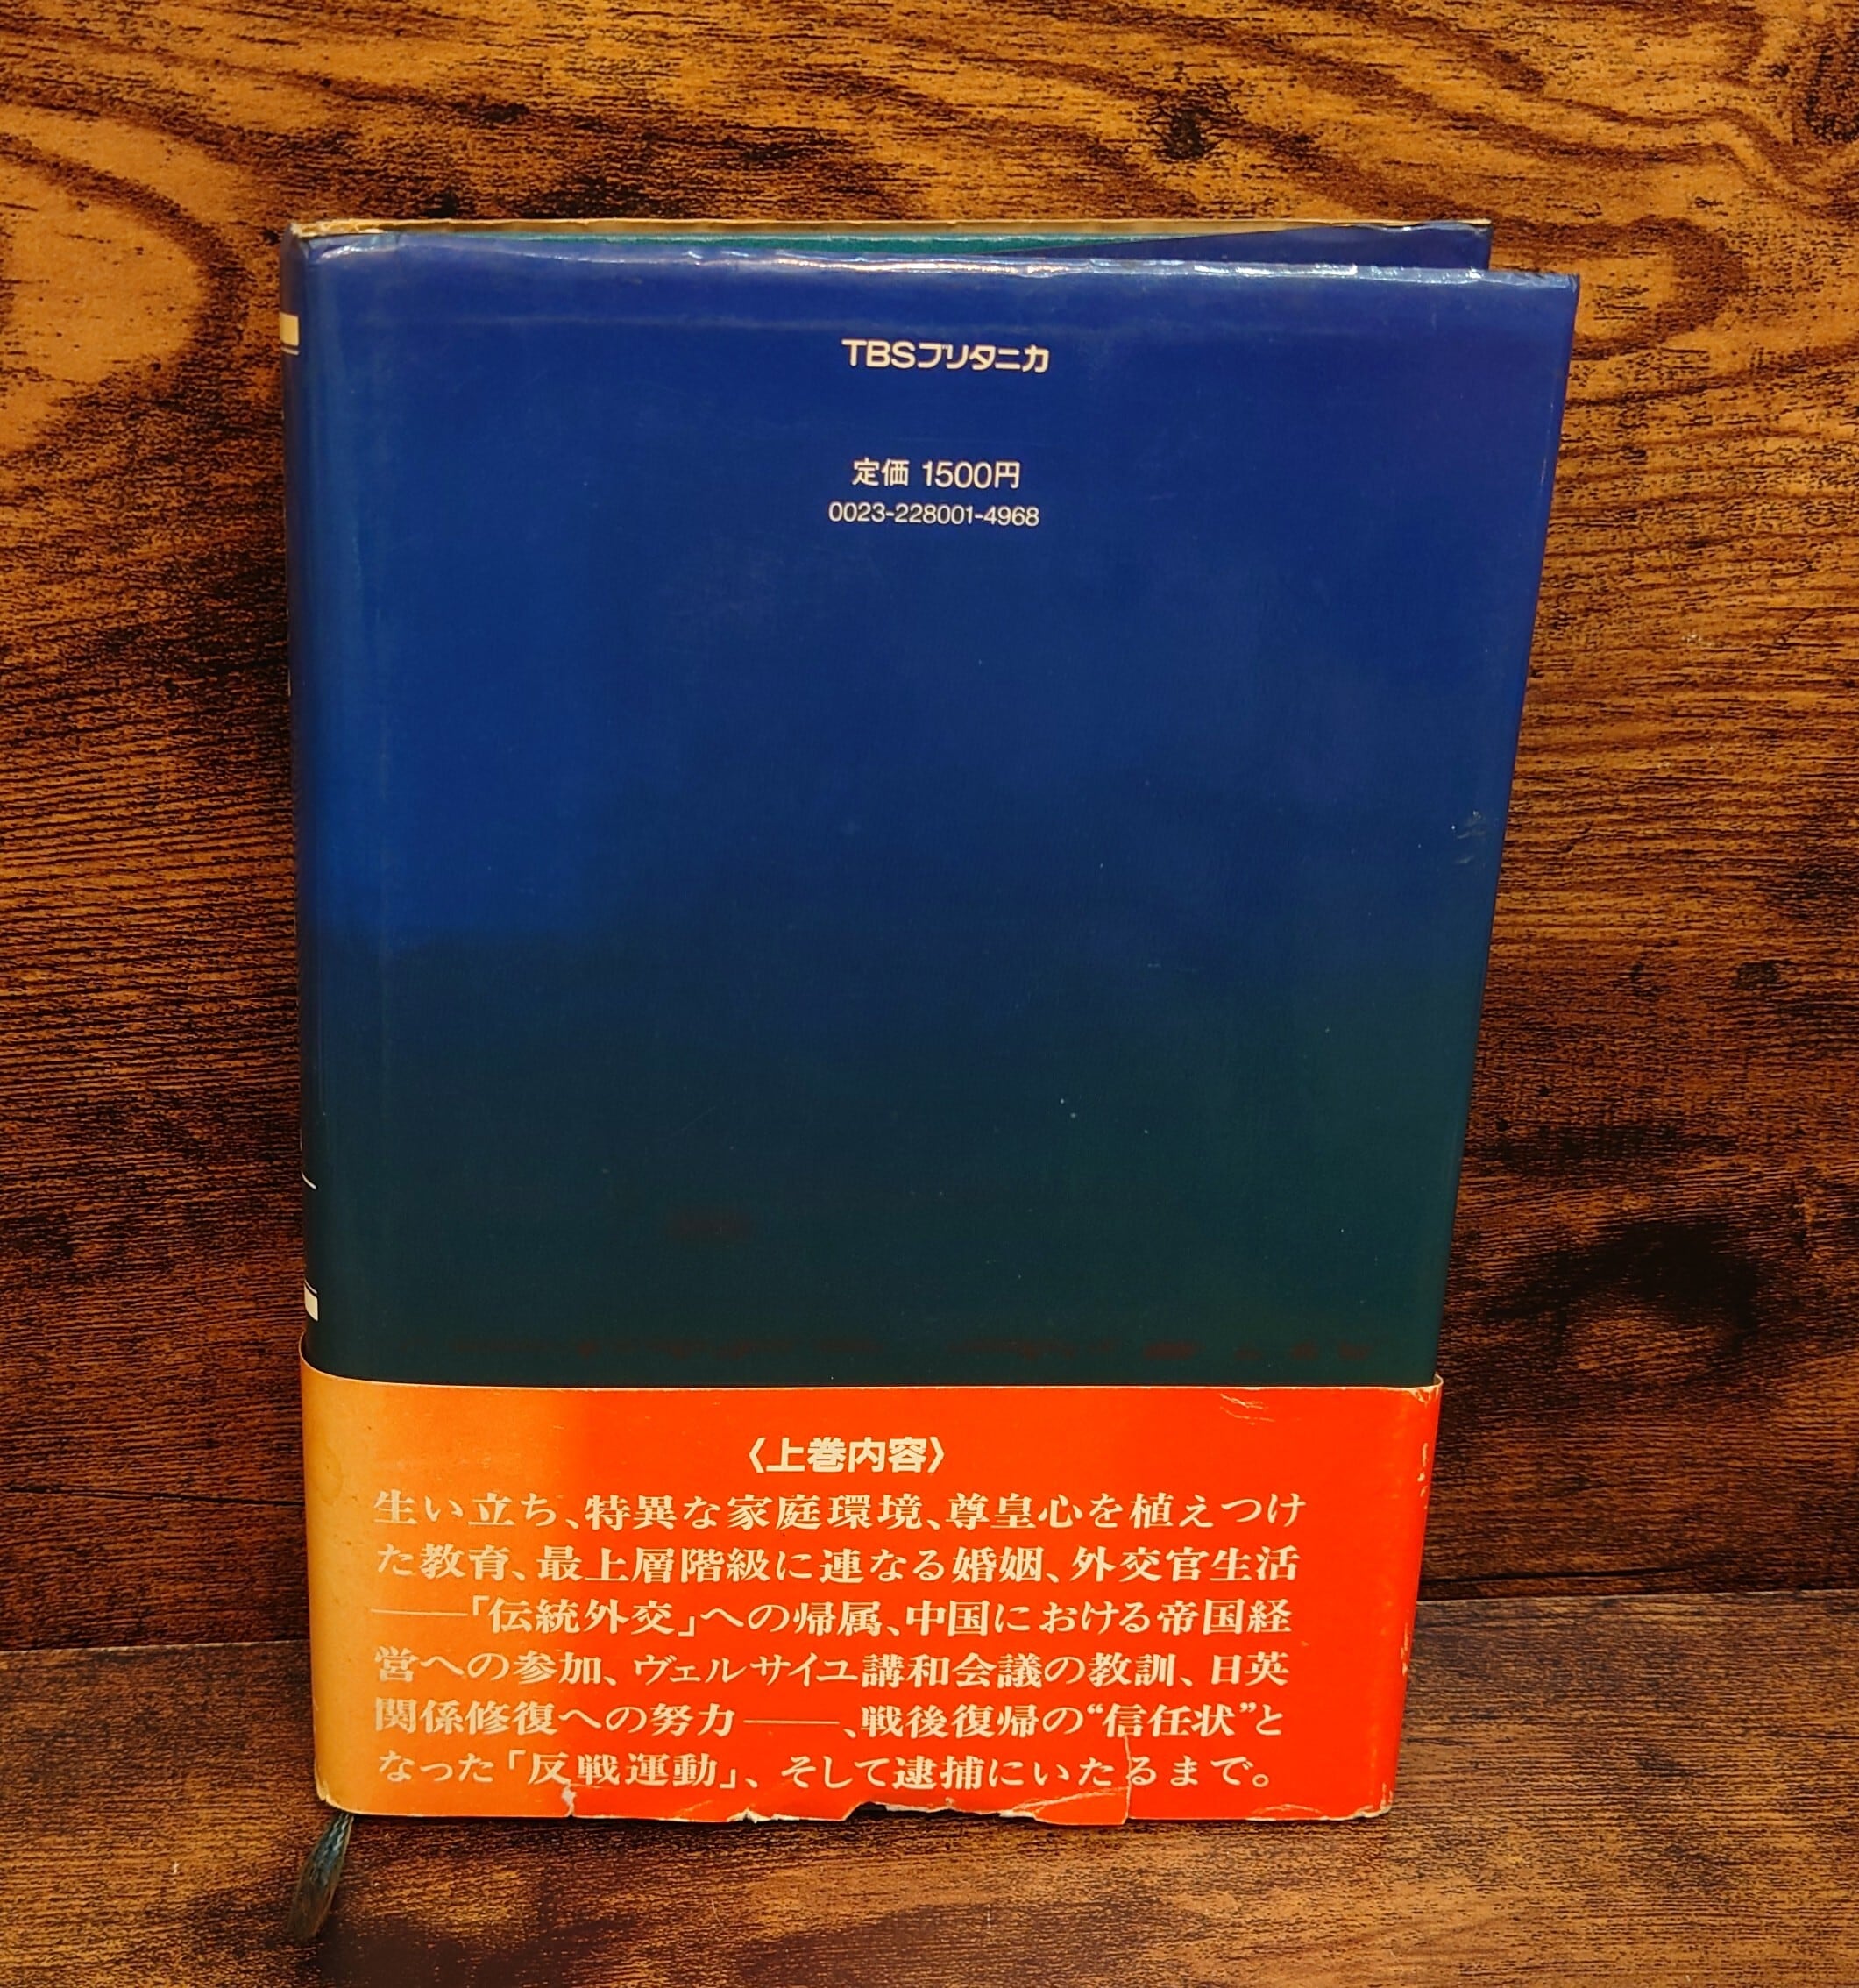 TBSブリタニカ
定価 1500円
0023-228001-4968
〈上巻内容〉
生い立ち、特異な家庭環境、尊皇心を植えつけ
た教育、最上層階級に連なる婚姻、外交官生活
――「伝統外交」への帰属、中国における帝国経
営への参加、ヴェルサイユ講和会議の教訓、日英
関係修復への努力――、戦後復帰の“信任状”と
なった「反戦運動」、そして逮捕にいたるまで。